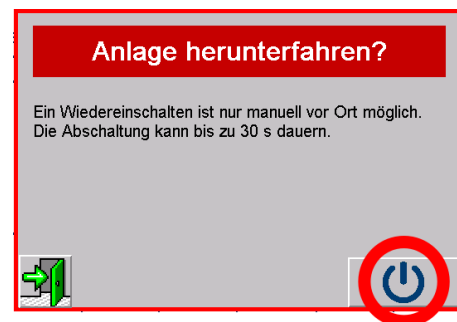 Anlage herunterfahren?
Ein Wiedereinschalten ist nur manuell vor Ort möglich.
Die Abschaltung kann bis zu 30 s dauern.